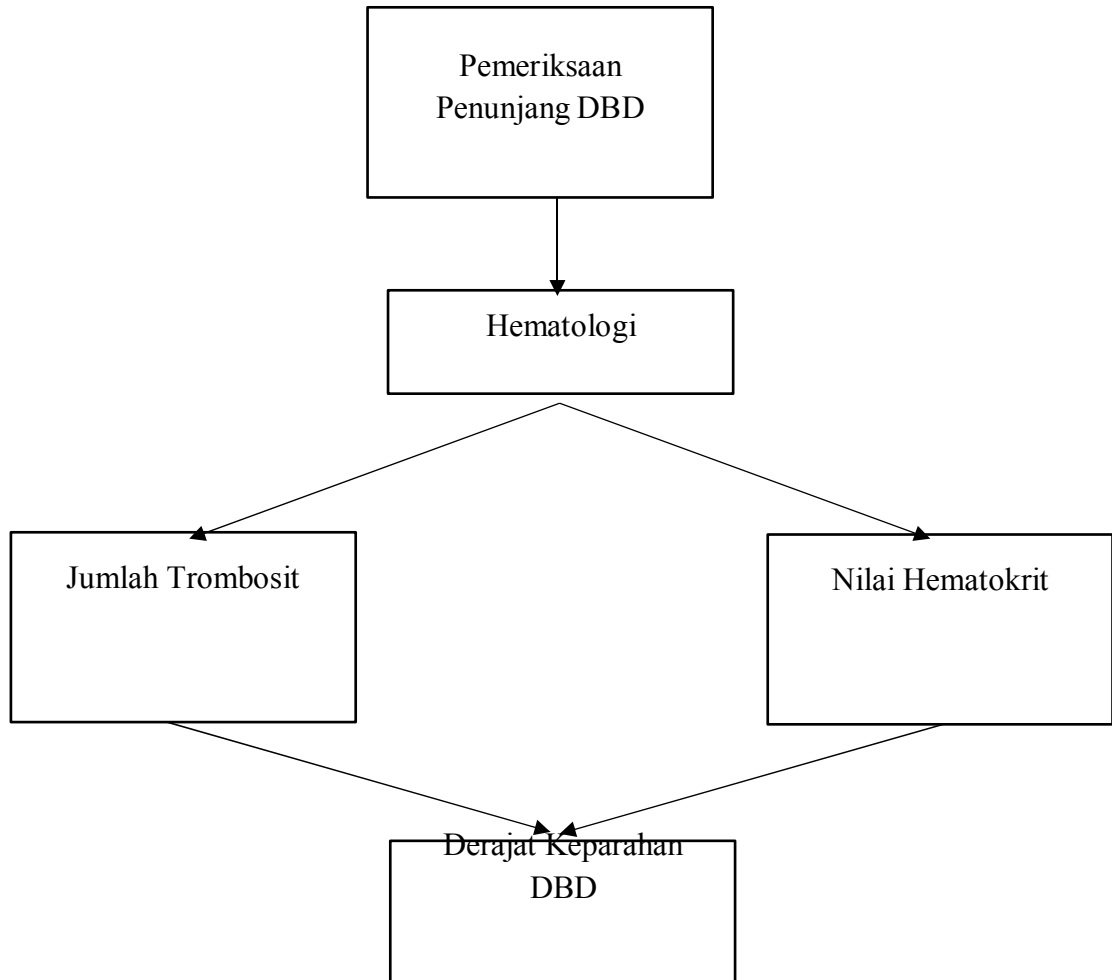 Pemeriksaan
Penunjang DBD
Hematologi
Jumlah Trombosit
Nilai Hematokrit
Derajat Keparahan
DBD